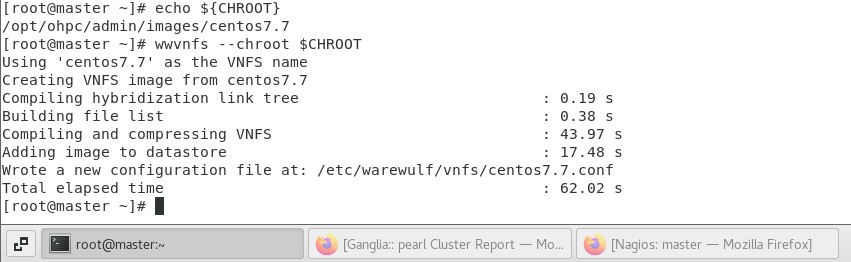 [root@master ~]# echo ${CHROOT}
/opt/ohpc/admin/images/centos7.7
[root@master ~]# wwvnfs --chroot $CHROOT
Using 'centos7.7' as the VNFS name
Creating VNFS image from centos7.7
Compiling hybridization link tree                           : 0.19 s
Building file list                                          : 0.38 s
Compiling and compressing VNFS                              : 43.97 s
Adding image to datastore                                   : 17.48 s
Wrote a new configuration file at: /etc/warewulf/vnfs/centos7.7.conf
Total elapsed time                                          : 62.02 s
[root@master ~]#
root@master:~ [Ganglia:: pearl Cluster Report — Mo... [Nagios: master — Mozilla Firefox]